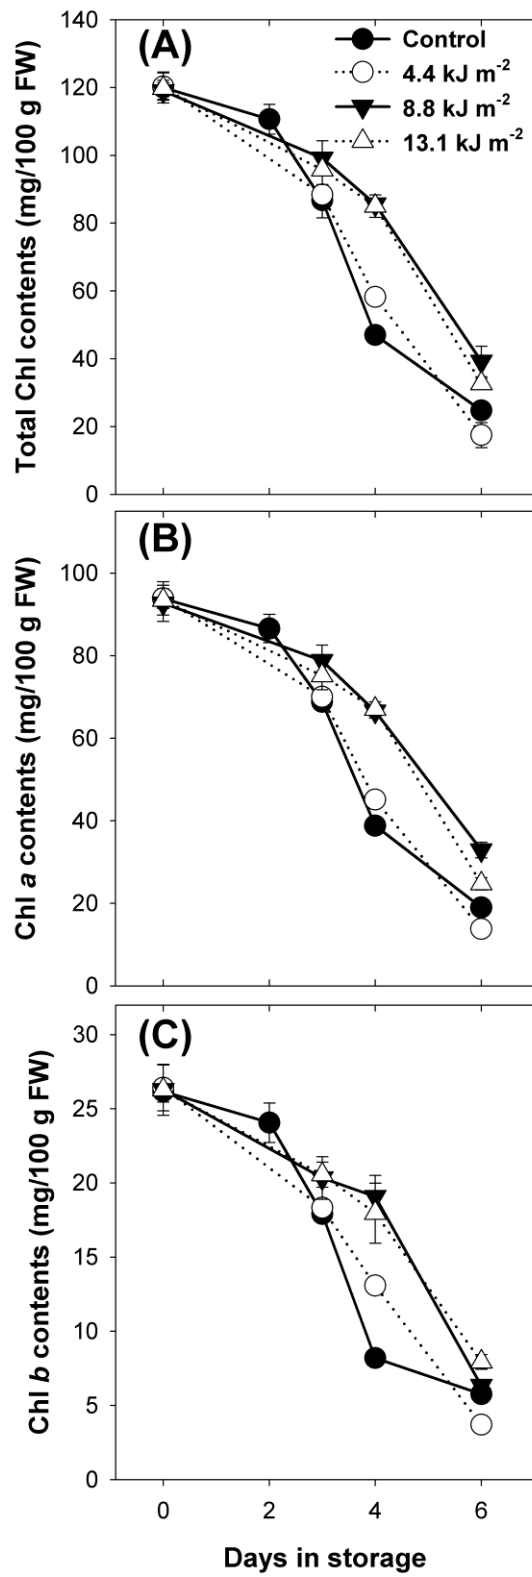 (A)
Control
4.4 kJ m⁻²
8.8 kJ m⁻²
13.1 kJ m⁻²
140
120
100
80
60
40
20
0
Total Chl contents (mg/100 g FW)
(B)
100
80
60
40
20
0
Chl a contents (mg/100 g FW)
(C)
30
25
20
15
10
5
0
Chl b contents (mg/100 g FW)
0 2 4 6
Days in storage